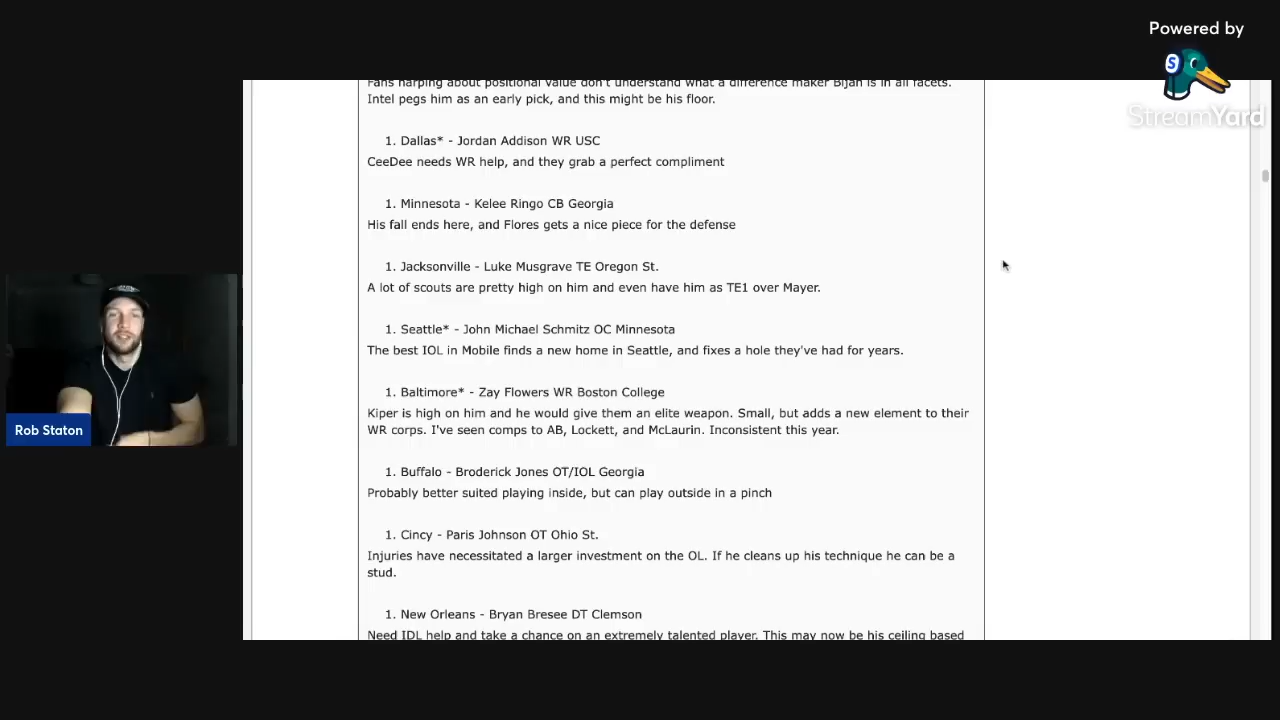 Powered by
S
StreamYard
Fans harping about positional value don't understand what a difference maker Bijan is in all facets.
Intel pegs him as an early pick, and this might be his floor.
1. Dallas* - Jordan Addison WR USC
CeeDee needs WR help, and they grab a perfect compliment
1. Minnesota - Kelee Ringo CB Georgia
His fall ends here, and Flores gets a nice piece for the defense
1. Jacksonville - Luke Musgrave TE Oregon St.
A lot of scouts are pretty high on him and even have him as TE1 over Mayer.
1. Seattle* - John Michael Schmitz OC Minnesota
The best IOL in Mobile finds a new home in Seattle, and fixes a hole they've had for years.
1. Baltimore* - Zay Flowers WR Boston College
Kiper is high on him and he would give them an elite weapon. Small, but adds a new element to their
WR corps. I've seen comps to AB, Lockett, and McLaurin. Inconsistent this year.
Rob Staton
1. Buffalo - Broderick Jones OT/IOL Georgia
Probably better suited playing inside, but can play outside in a pinch
1. Cincy - Paris Johnson OT Ohio St.
Injuries have necessitated a larger investment on the OL. If he cleans up his technique he can be a
stud.
1. New Orleans - Bryan Bresee DT Clemson
Need IDL help and take a chance on an extremely talented player. This may now be his ceiling based